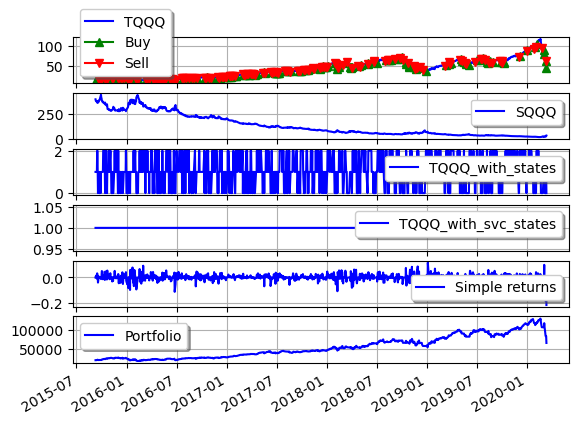 TQQQ
Buy
Sell
100
50
SQQQ
250
0
TQQQ_with_states
2
0
TQQQ_with_svc_states
1.05
1.00
0.95
Simple returns
0.0
−0.2
Portfolio
100000
50000
2015-07
2016-01
2016-07
2017-01
2017-07
2018-01
2018-07
2019-01
2019-07
2020-01